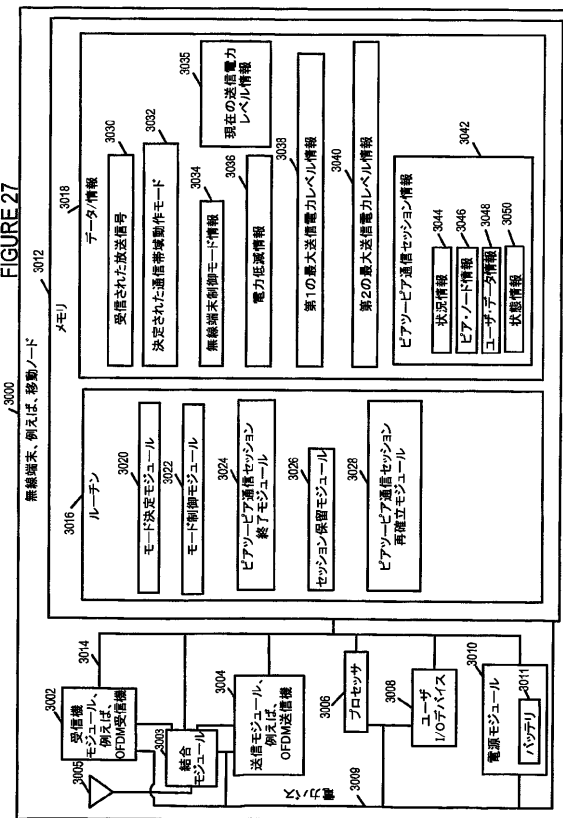 FIGURE 27
3000
無線端末、例えば、移動ノード
3012
メモリ
3016
ルーチン
3020
モード決定モジュール
3022
モード制御モジュール
3024
ピアツーピア通信セッション
終了モジュール
3026
セッション保留モジュール
3028
ピアツーピア通信セッション
再確立モジュール
3018
データ/情報
3030
受信された放送信号
3032
決定された通信帯域動作モード
3034
無線端末制御モード情報
3035
現在の送信電力
レベル情報
3036
電力低減情報
3038
第1の最大送信電力レベル情報
3040
第2の最大送信電力レベル情報
3042
ピアツーピア通信セッション情報
3044
状況情報
3046
ピア・ノード情報
3048
ユーザ・データ情報
3050
状態情報
3002
受信機
モジュール、
例えば、
OFDM受信機
3014
3005
3003
結合
モジュール
3004
送信モジュール、
例えば、
OFDM送信機
3006
プロセッサ
3008
ユーザ
I/Oデバイス
3009
力バス
3010
電源モジュール
3011
バッテリ